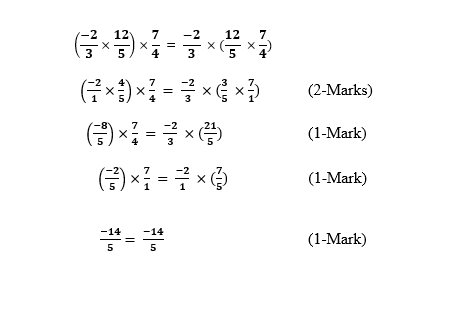 (-2/3 × 12/5) × 7/4 = -2/3 × (12/5 × 7/4)
(-2/1 × 4/5) × 7/4 = -2/3 × (3/5 × 7/1) (2-Marks)
(-8/5) × 7/4 = -2/3 × (21/5) (1-Mark)
(-2/5) × 7/1 = -2/1 × (7/5) (1-Mark)
-14/5 = -14/5 (1-Mark)